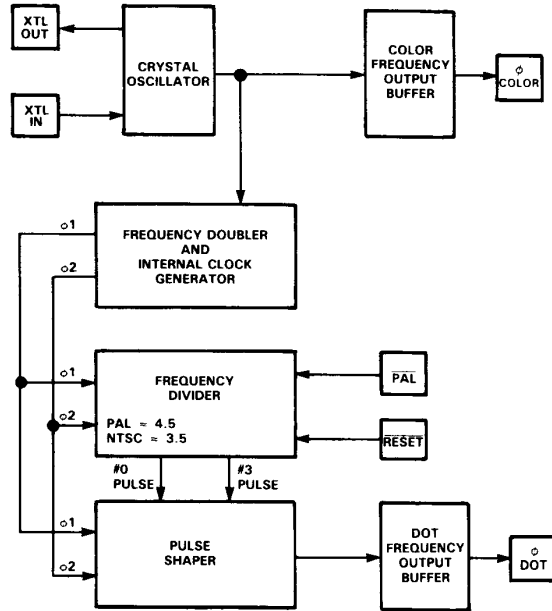 XTL
OUT
XTL
IN
CRYSTAL
OSCILLATOR
COLOR
FREQUENCY
OUTPUT
BUFFER
ϕ
COLOR
ϕ1
ϕ2
FREQUENCY DOUBLER
AND
INTERNAL CLOCK
GENERATOR
ϕ1
ϕ2
FREQUENCY
DIVIDER
PAL = 4.5
NTSC = 3.5
P̅A̅L̅
R̅E̅S̅E̅T̅
#0
PULSE
#3
PULSE
ϕ1
ϕ2
PULSE
SHAPER
DOT
FREQUENCY
OUTPUT
BUFFER
ϕ
DOT